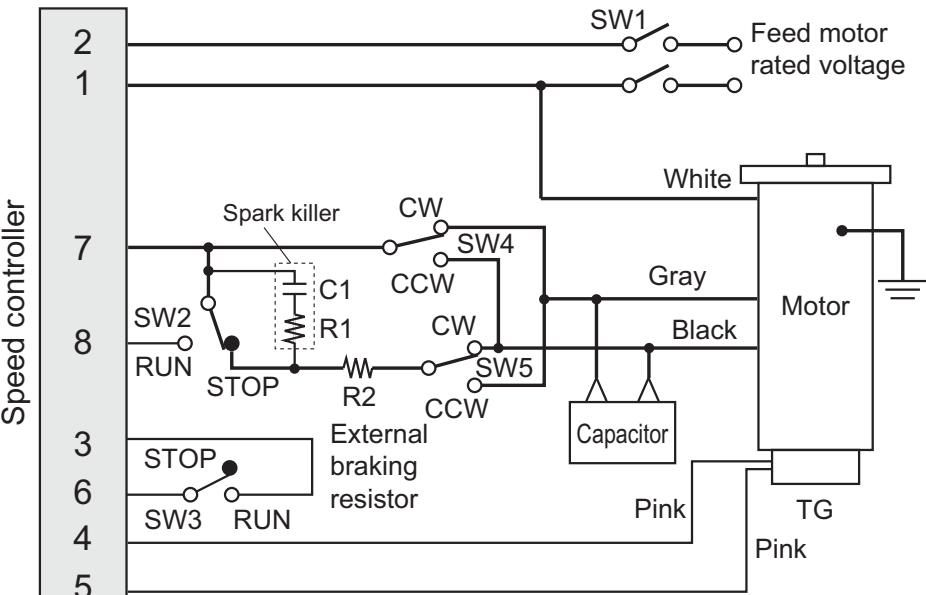 SW1
Feed motor
rated voltage
2
1
White
Spark killer
CW
SW4
7
CCW
C1
Gray
Speed controller
SW2
R1
CW
Black
Motor
8
RUN
STOP
R2
SW5
CCW
Capacitor
External
braking
resistor
3
STOP
6
SW3
RUN
Pink
TG
4
Pink
5